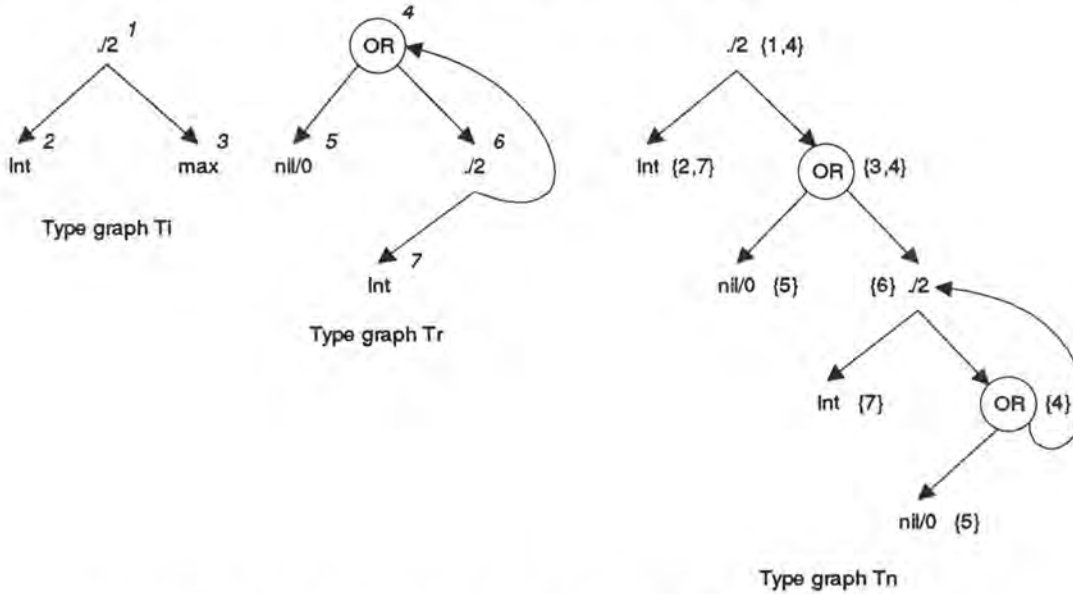 1
./2
2
Int
3
max
Type graph Ti
4
OR
5
nil/0
6
./2
7
Int
Type graph Tr
./2 {1,4}
Int {2,7}
OR {3,4}
nil/0 {5}
{6} ./2
Int {7}
OR {4}
nil/0 {5}
Type graph Tn